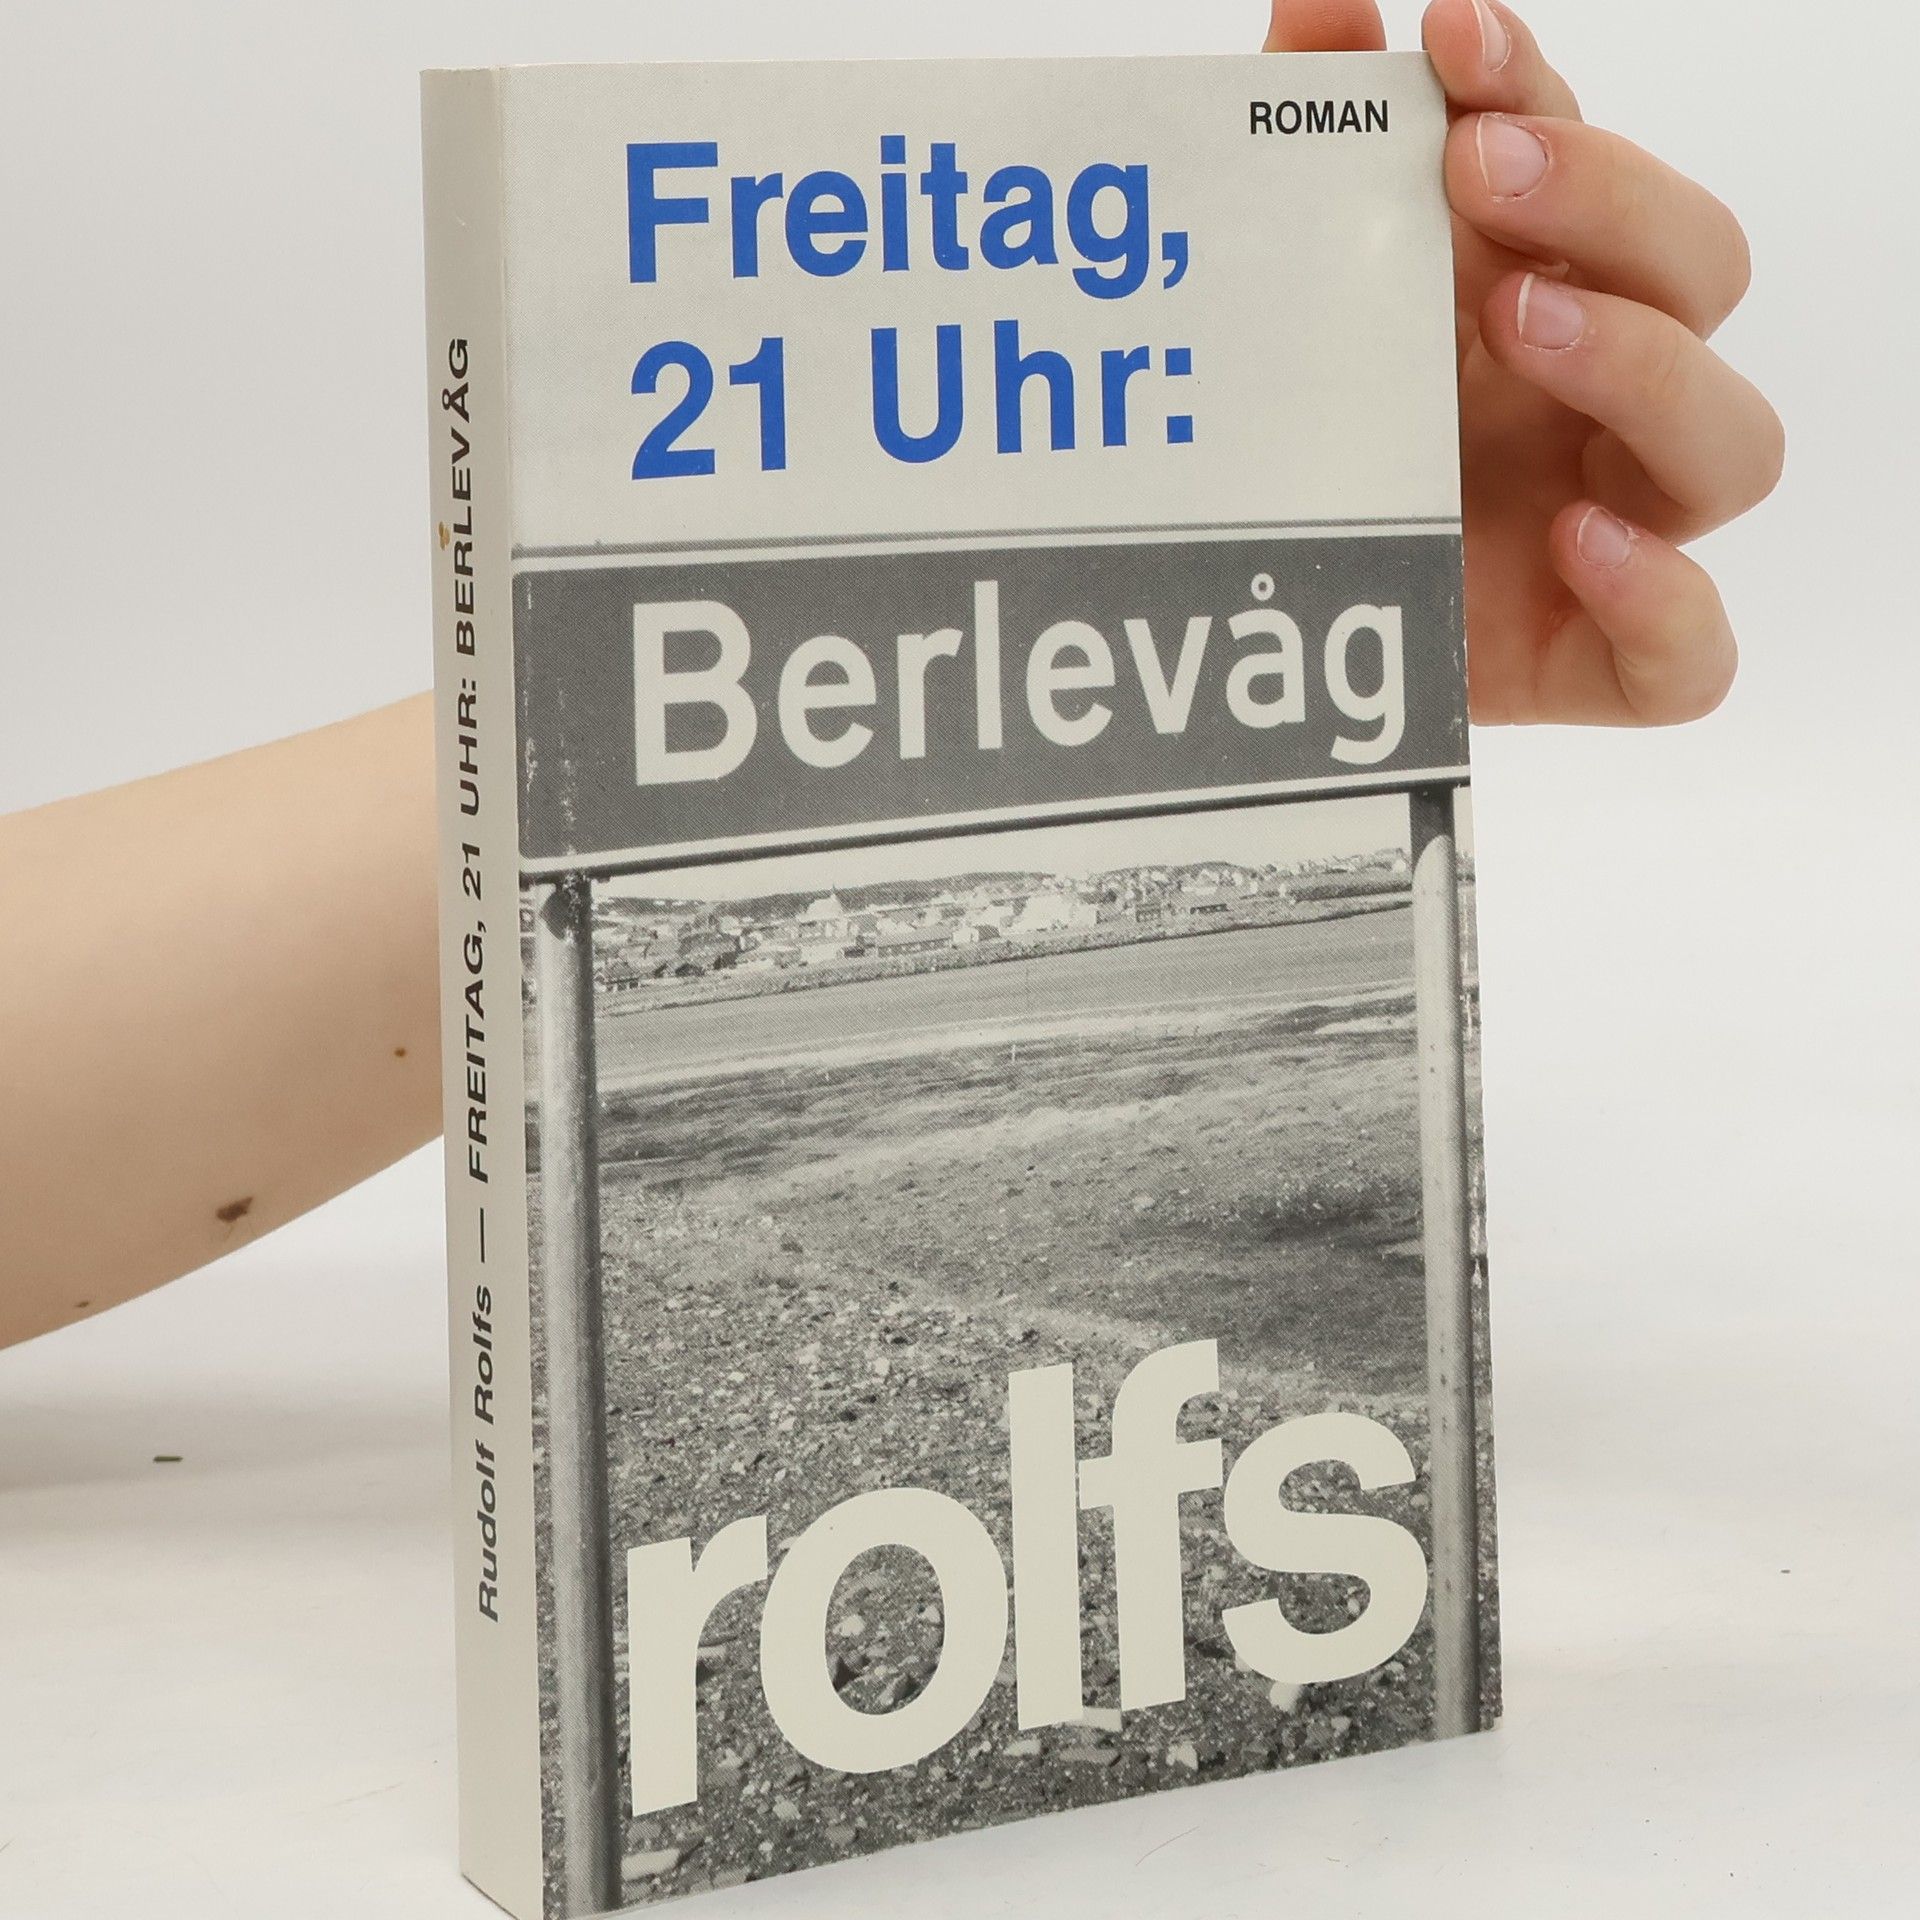 ROMAN
Freitag,
21 Uhr:
Berlevåg
rolfs
Rudolf Rolfs — FREITAG, 21 UHR: BERLEVÅG